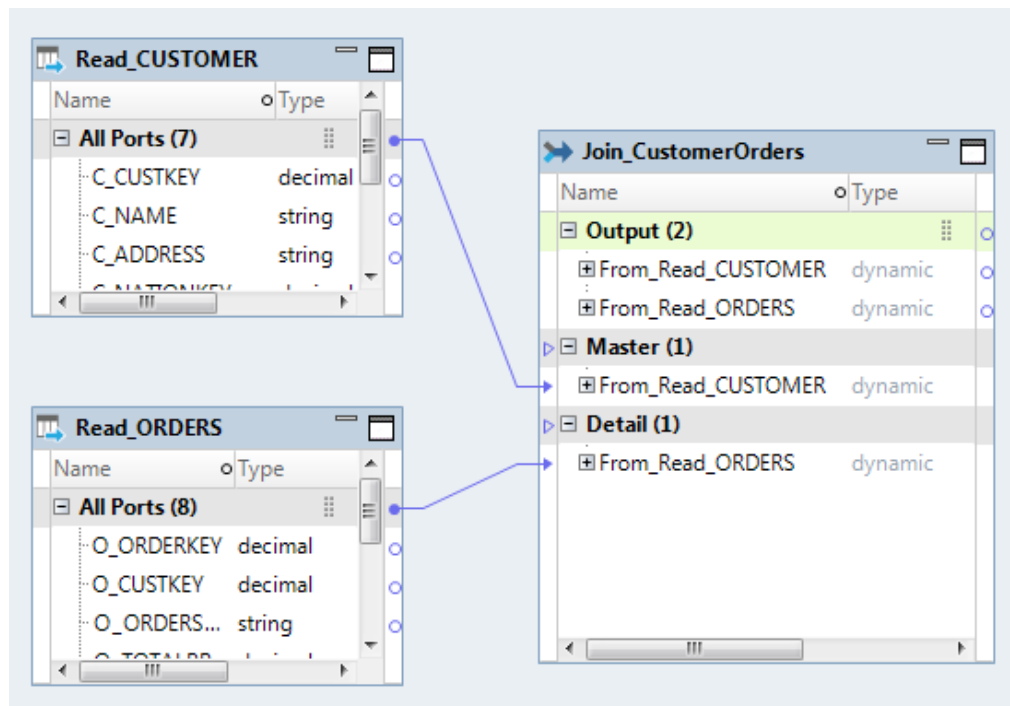 Read_CUSTOMER
Name Type
All Ports (7)
C_CUSTKEY decimal
C_NAME string
C_ADDRESS string
Read_ORDERS
Name Type
All Ports (8)
O_ORDERKEY decimal
O_CUSTKEY decimal
O_ORDERS... string
Join_CustomerOrders
Name Type
Output (2)
From_Read_CUSTOMER dynamic
From_Read_ORDERS dynamic
Master (1)
From_Read_CUSTOMER dynamic
Detail (1)
From_Read_ORDERS dynamic